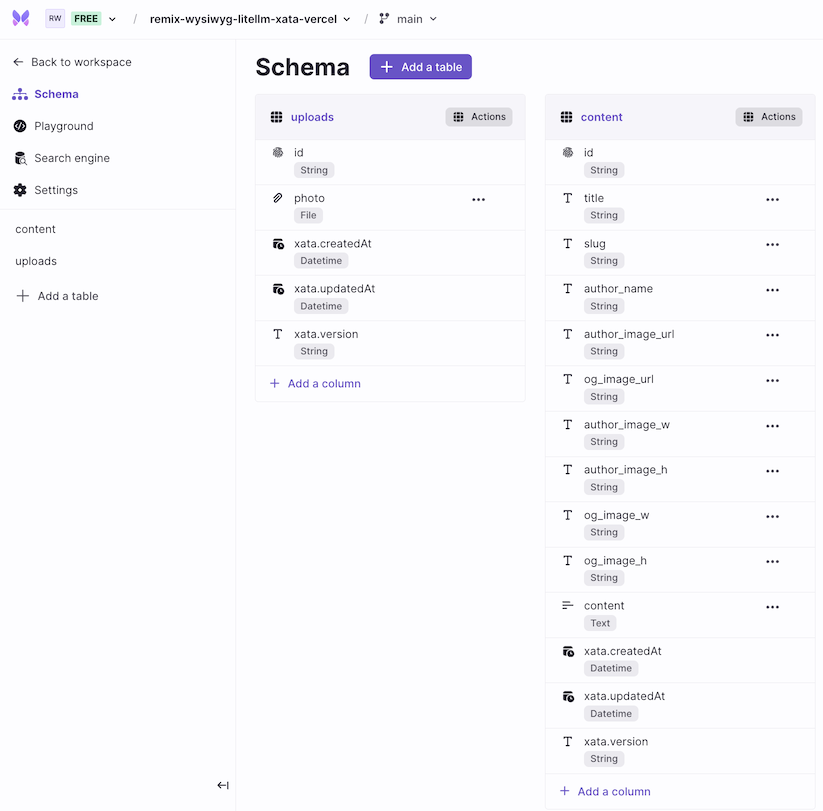 RW FREE / remix-wysiwyg-litellm-xata-vercel / main
Back to workspace
Schema
Playground
Search engine
Settings
content
uploads
Add a table
Schema
Add a table
uploads
Actions
id
String
photo
File
xata.createdAt
Datetime
xata.updatedAt
Datetime
xata.version
String
Add a column
content
Actions
id
String
title
String
slug
String
author_name
String
author_image_url
String
og_image_url
String
author_image_w
String
author_image_h
String
og_image_w
String
og_image_h
String
content
Text
xata.createdAt
Datetime
xata.updatedAt
Datetime
xata.version
String
Add a column